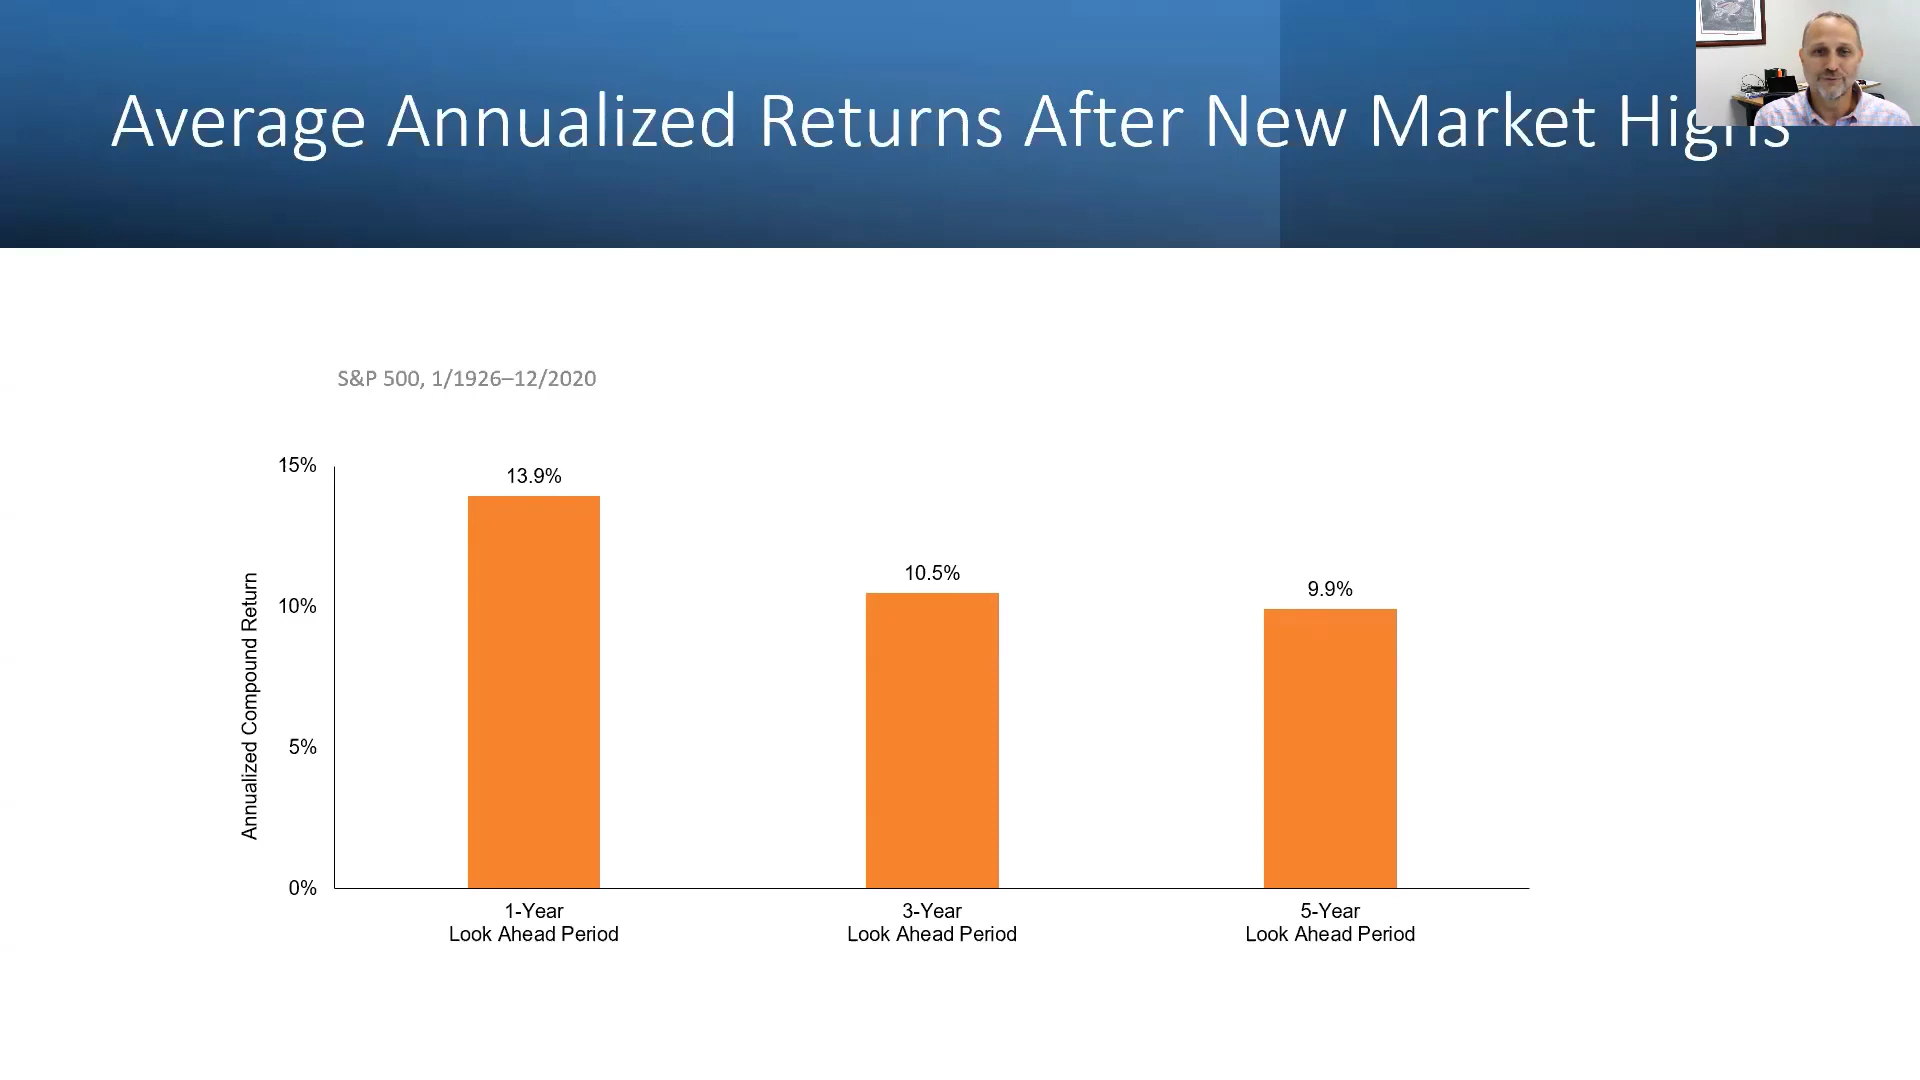 Average Annualized Returns After New Market Highs
S&P 500, 1/1926–12/2020
15%
13.9%
10.5%
9.9%
10%
5%
0%
Annualized Compound Return
1-Year
Look Ahead Period
3-Year
Look Ahead Period
5-Year
Look Ahead Period